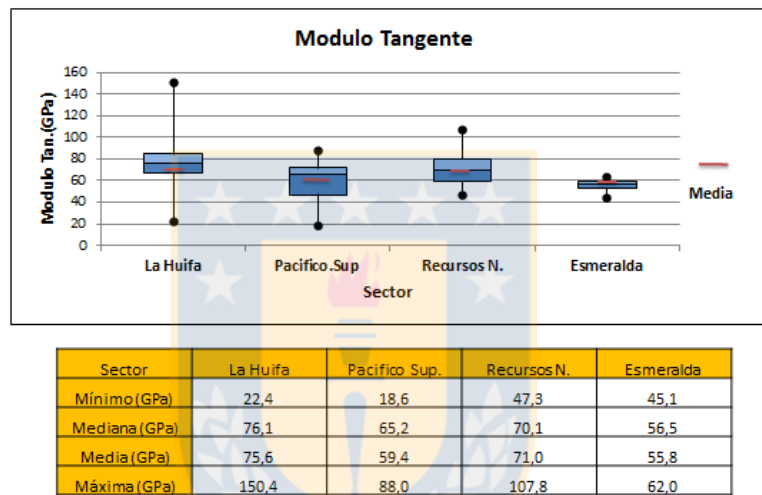 Modulo Tangente
Modulo Tan.(GPa)
160
140
120
100
80
60
40
20
0
La Huifa Pacifico.Sup Recursos N. Esmeralda
Sector
Media
Sector La Huifa Pacifico Sup. Recursos N. Esmeralda
Mínimo (GPa) 22,4 18,6 47,3 45,1
Mediana (GPa) 76,1 65,2 70,1 56,5
Media (GPa) 75,6 59,4 71,0 55,8
Máxima (GPa) 150,4 88,0 107,8 62,0